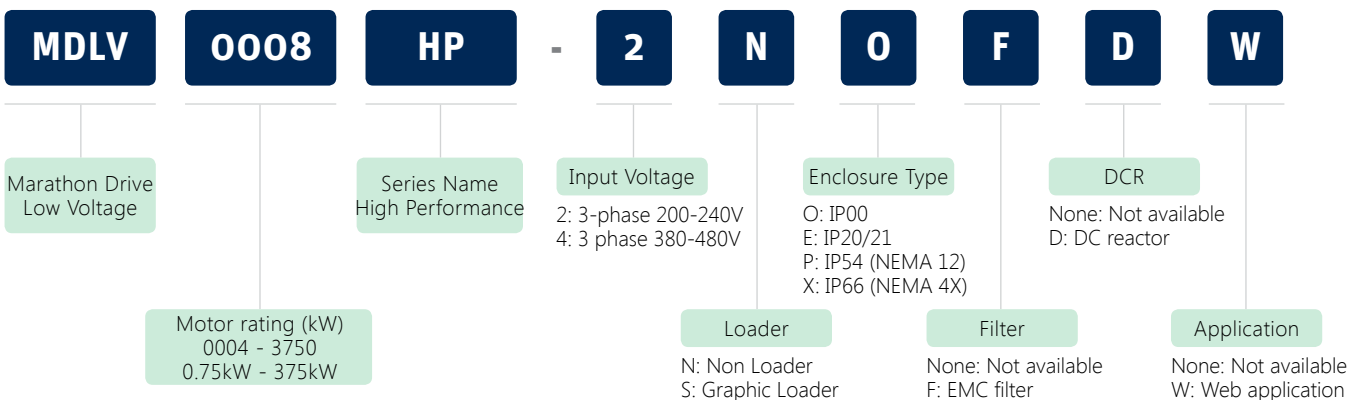 MDLV 0008 HP - 2 N O F D W
Marathon Drive
Low Voltage
Motor rating (kW)
0004 - 3750
0.75kW - 375kW
Series Name
High Performance
Input Voltage
2: 3-phase 200-240V
4: 3 phase 380-480V
Loader
N: Non Loader
S: Graphic Loader
Enclosure Type
O: IP00
E: IP20/21
P: IP54 (NEMA 12)
X: IP66 (NEMA 4X)
Filter
None: Not available
F: EMC filter
DCR
None: Not available
D: DC reactor
Application
None: Not available
W: Web application